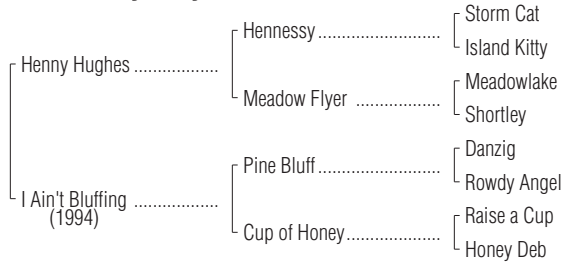 Storm Cat
Hennessy
Island Kitty
Henny Hughes
Meadowlake
Meadow Flyer
Shortley
Danzig
Pine Bluff
Rowdy Angel
I Ain't Bluffing
(1994)
Raise a Cup
Cup of Honey
Honey Deb